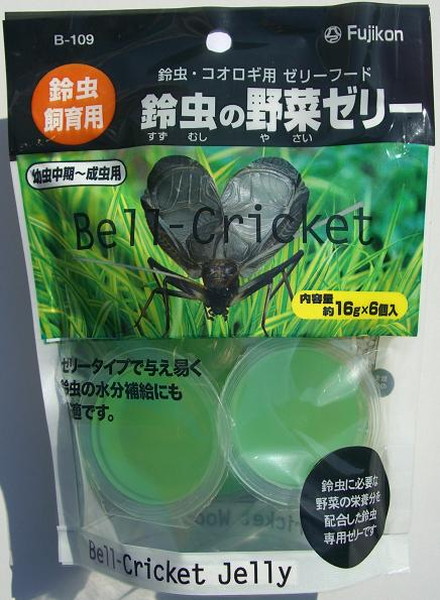 B-109
Fujikon
鈴虫
飼育用
鈴虫・コオロギ用 ゼリーフード
鈴虫の野菜ゼリー
すず むし や さい
幼虫中期〜成虫用
Bell-Cricket
内容量
約16g×6個入
ゼリータイプで与え易く
鈴虫の水分補給にも
適です。
鈴虫に必要な
野菜の栄養分を
配合した鈴虫
専用ゼリーです
Bell-Cricket Jelly